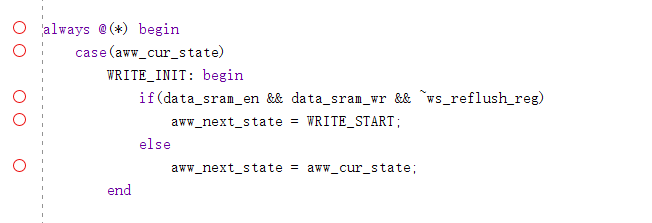 always @(*) begin
case(aww_cur_state)
WRITE_INIT: begin
if(data_sram_en && data_sram_wr && ~ws_reflush_reg)
aww_next_state = WRITE_START;
else
aww_next_state = aww_cur_state;
end